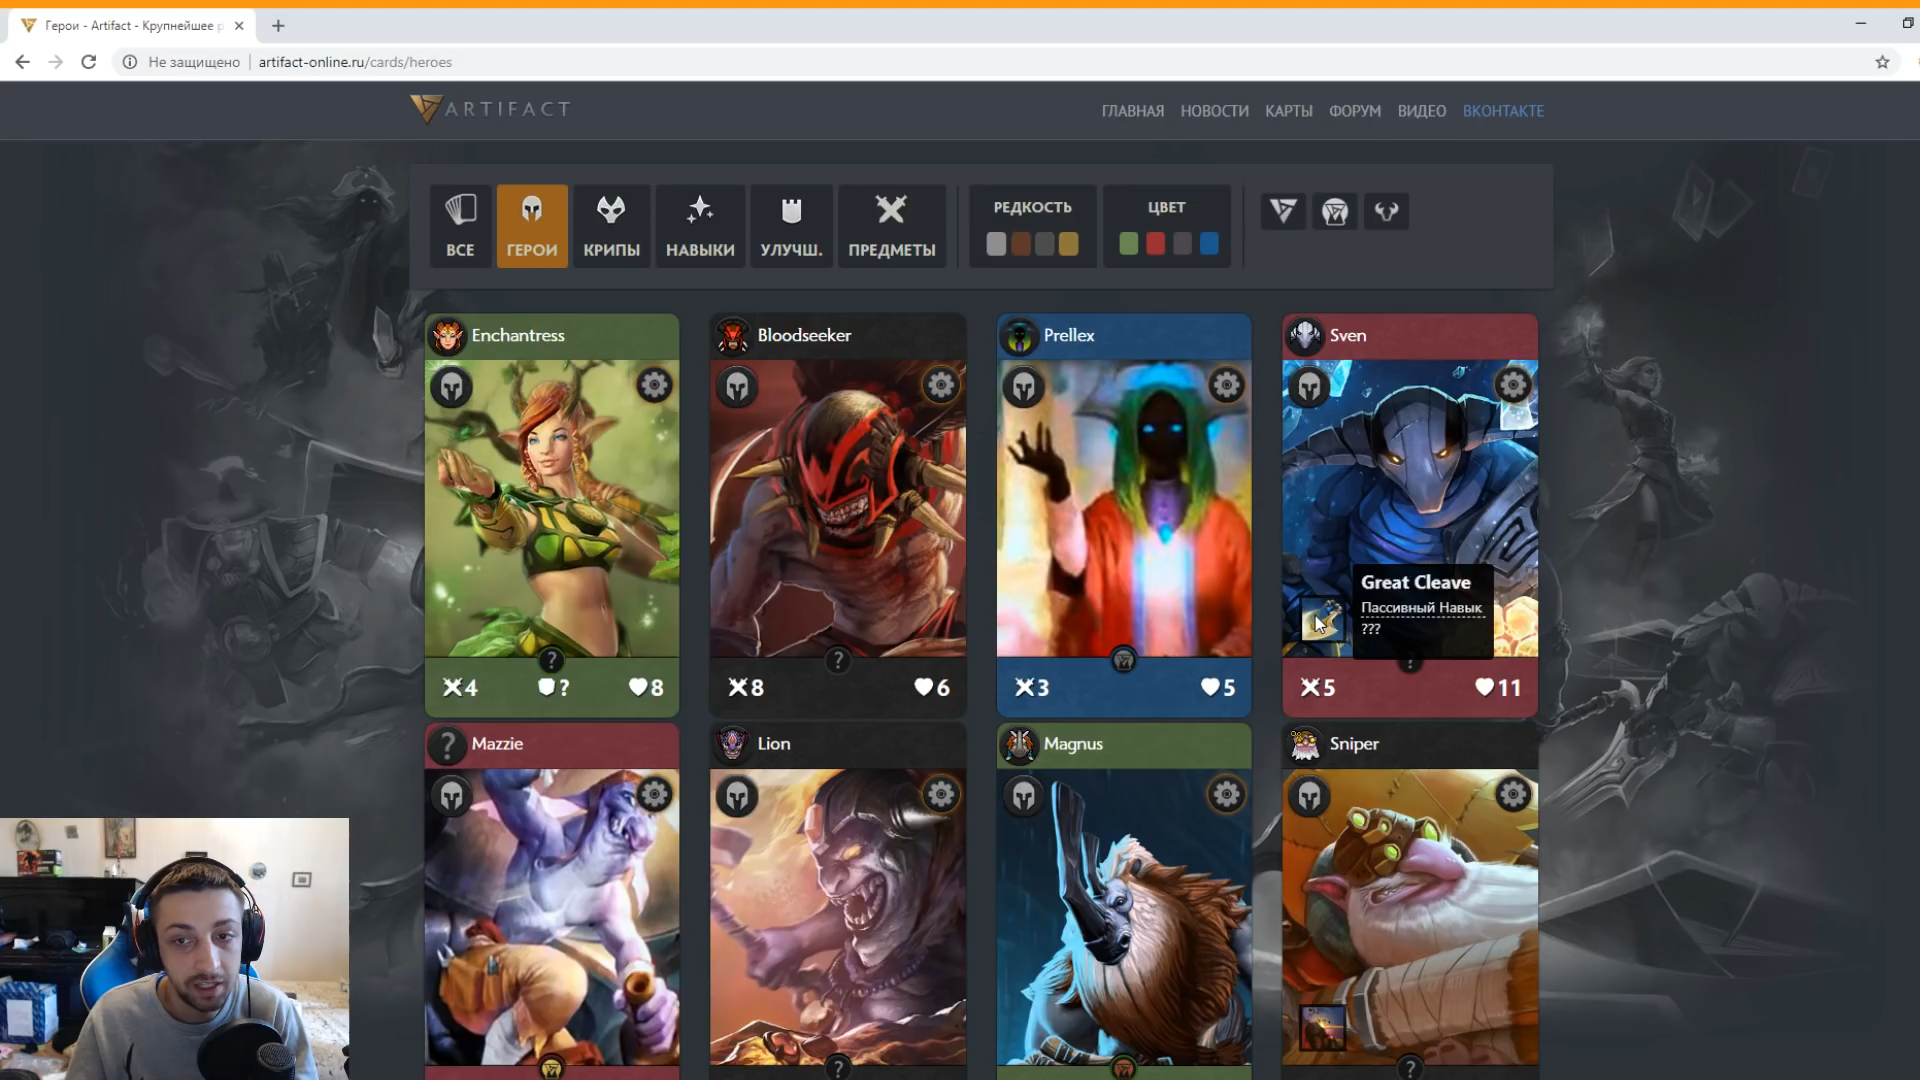 Герои - Artifact - Крупнейшее р
Не защищено
artifact-online.ru/cards/heroes
ARTIFACT
ГЛАВНАЯ НОВОСТИ КАРТЫ ФОРУМ ВИДЕО ВКОНТАКТЕ
ВСЕ ГЕРОИ КРИПЫ НАВЫКИ УЛУЧШ. ПРЕДМЕТЫ
РЕДКОСТЬ ЦВЕТ
Enchantress Bloodseeker Prellex Sven
Great Cleave
Пассивный Навык
???
? ? ?
4 ? 8 8 6 3 5 5 11
? Mazzie Lion Magnus Sniper
? ?